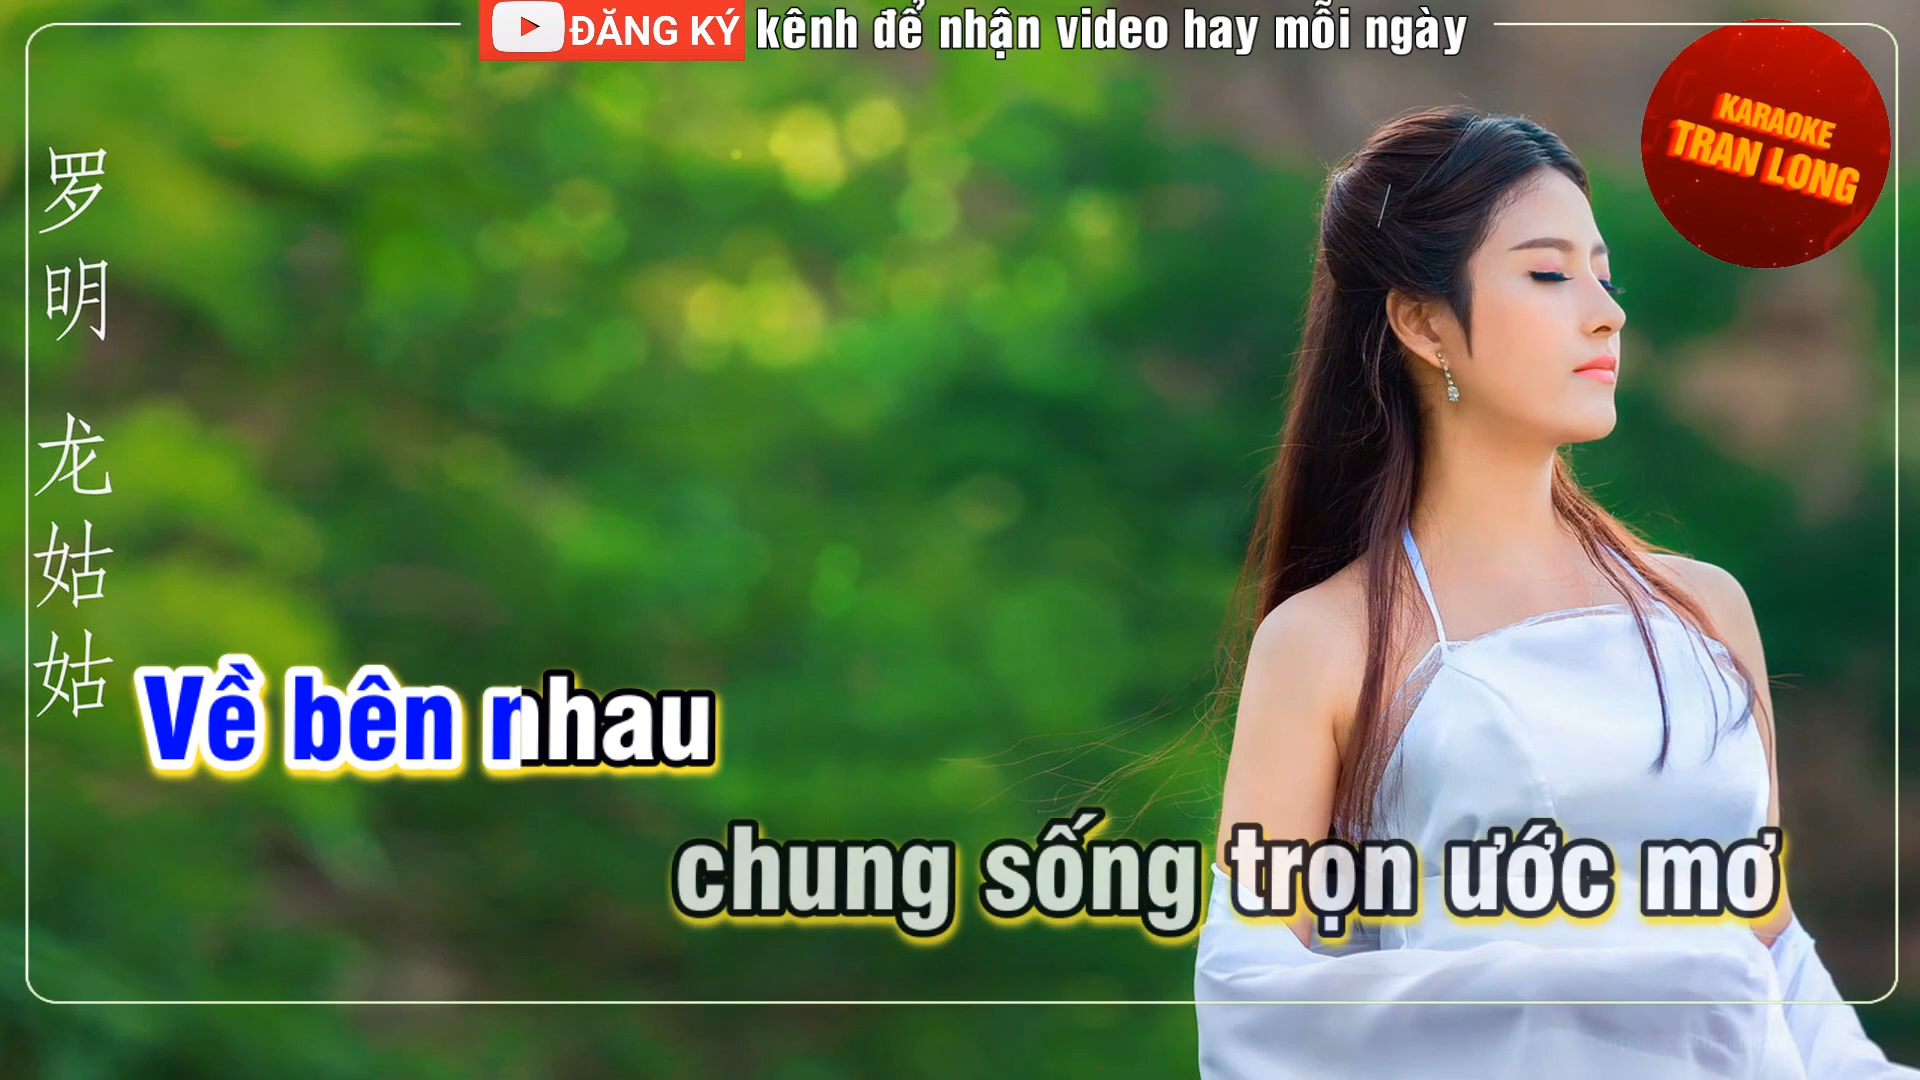 ĐĂNG KÝ kênh để nhận video hay mỗi ngày
KARAOKE
TRAN LONG
罗明 龙姑姑
Về bên nhau
chung sống trọn ước mơ